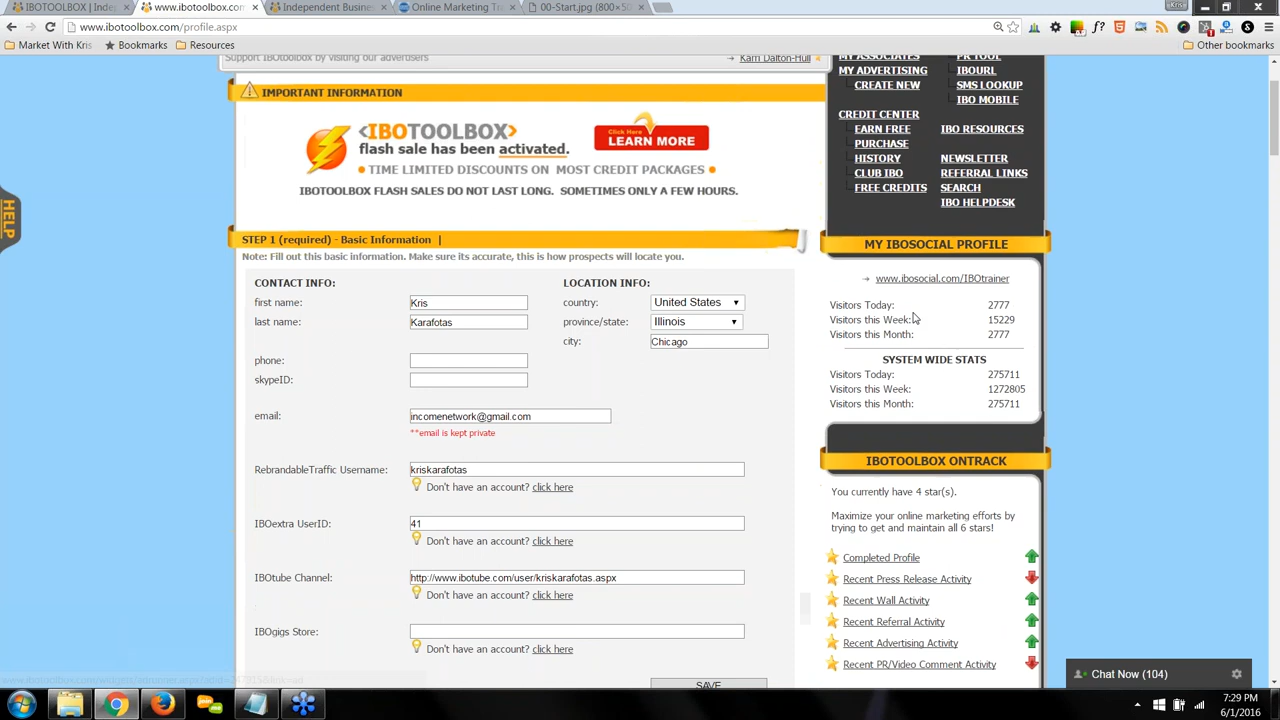 Kris
IBOTOOLBOX | Indep
www.ibotoolbox.com/pr
Independent Busines
Online Marketing Tra
00-Start.jpg (800×50
www.ibotoolbox.com/profile.aspx
Market With Kris
Bookmarks
Resources
Other bookmarks
Support IBOtoolbox by visiting our advertisers
Karri Dalton-Hull
IMPORTANT INFORMATION
<IBOTOOLBOX>
flash sale has been activated.
Click Here
LEARN MORE
• TIME LIMITED DISCOUNTS ON MOST CREDIT PACKAGES •
IBOTOOLBOX FLASH SALES DO NOT LAST LONG. SOMETIMES ONLY A FEW HOURS.
HELP
STEP 1 (required) - Basic Information |
Note: Fill out this basic information. Make sure its accurate, this is how prospects will locate you.
CONTACT INFO:
first name: Kris
last name: Karafotas
phone:
skypeID:
LOCATION INFO:
country: United States
province/state: Illinois
city: Chicago
email: incomenetwork@gmail.com
**email is kept private
RebrandableTraffic Username: kriskarafotas
Don't have an account? click here
IBOextra UserID: 41
Don't have an account? click here
IBOtube Channel: http://www.ibotube.com/user/kriskarafotas.aspx
Don't have an account? click here
IBOgigs Store:
Don't have an account? click here
SAVE
MY ASSOCIATES
MY ADVERTISING
CREATE NEW
CREDIT CENTER
EARN FREE
PURCHASE
HISTORY
CLUB IBO
FREE CREDITS
PR TOOL
IBOURL
SMS LOOKUP
IBO MOBILE
IBO RESOURCES
NEWSLETTER
REFERRAL LINKS
SEARCH
IBO HELPDESK
MY IBOSOCIAL PROFILE
www.ibosocial.com/IBOtrainer
Visitors Today: 2777
Visitors this Week: 15229
Visitors this Month: 2777
SYSTEM WIDE STATS
Visitors Today: 275711
Visitors this Week: 1272805
Visitors this Month: 275711
IBOTOOLBOX ONTRACK
You currently have 4 star(s).
Maximize your online marketing efforts by
trying to get and maintain all 6 stars!
Completed Profile
Recent Press Release Activity
Recent Wall Activity
Recent Referral Activity
Recent Advertising Activity
Recent PR/Video Comment Activity
Chat Now (104)
7:29 PM
6/1/2016